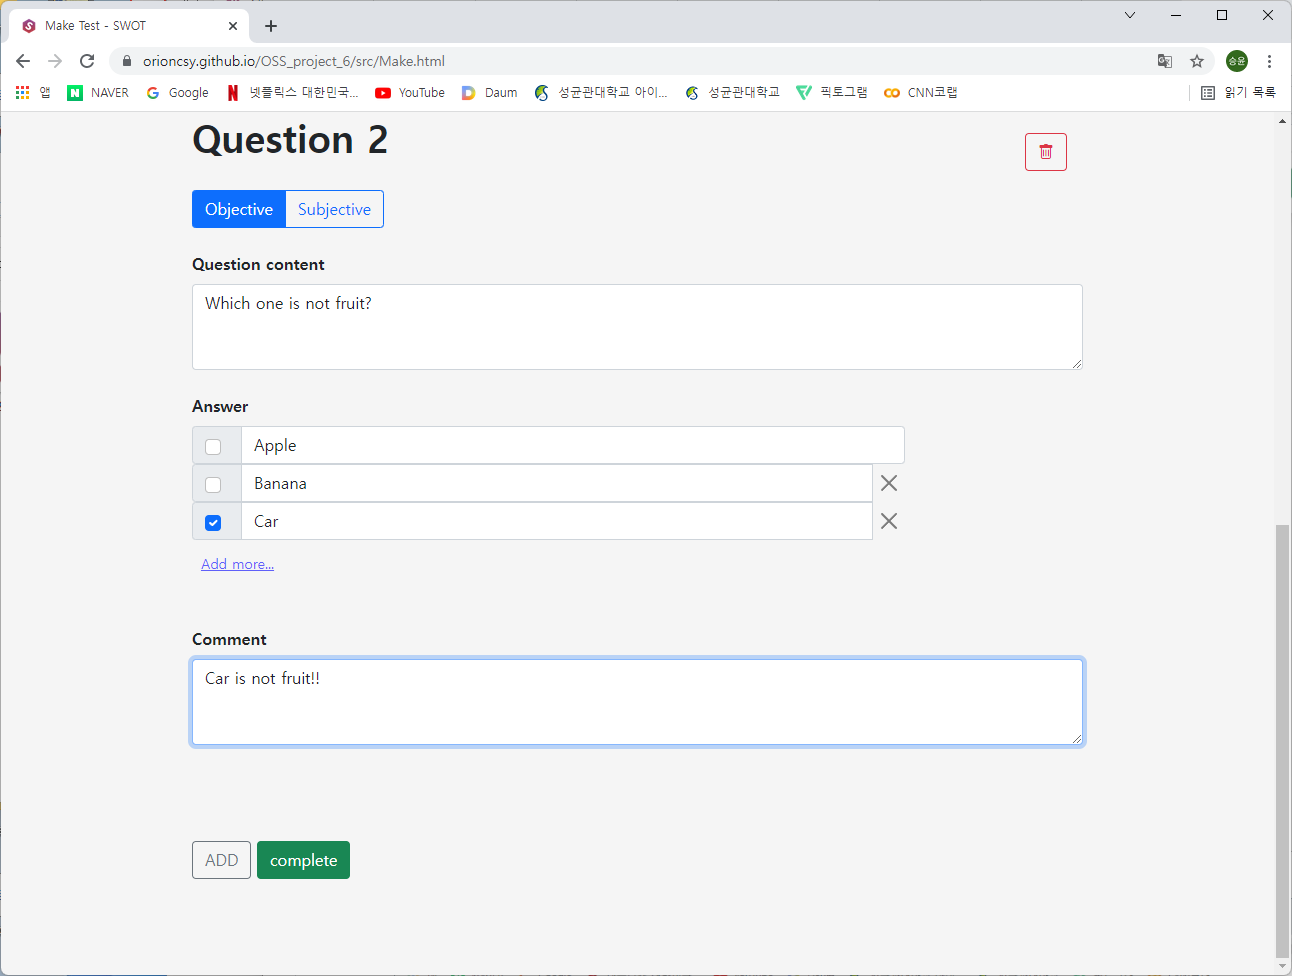 Make Test - SWOT
orioncsy.github.io/OSS_project_6/src/Make.html
승윤
앱 NAVER Google 넷플릭스 대한민국... YouTube Daum 성균관대학교 아이... 성균관대학교 픽토그램 CNN코랩 읽기 목록
Question 2
Objective Subjective
Question content
Which one is not fruit?
Answer
Apple
Banana
Car
Add more...
Comment
Car is not fruit!!
ADD complete